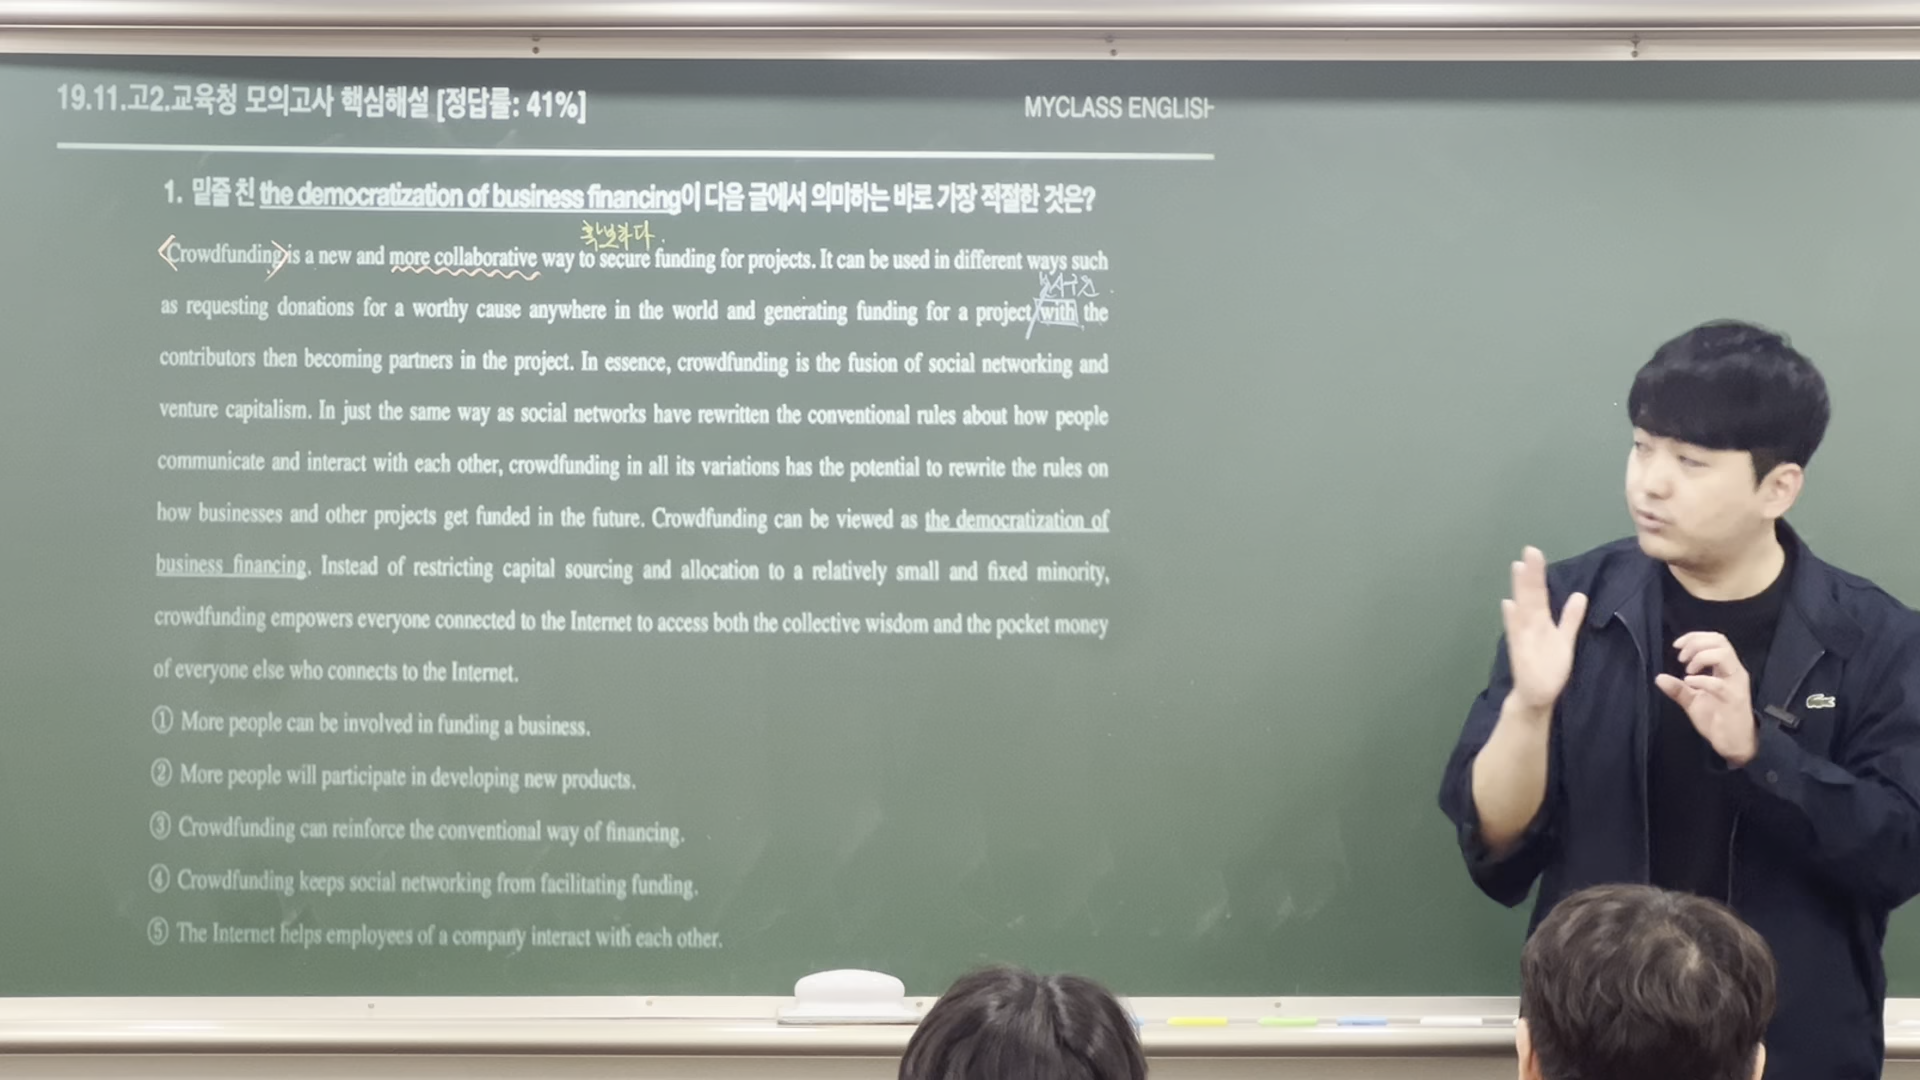 19.11.고2.교육청 모의고사 핵심해설 [정답률: 41%]
MYCLASS ENGLISH
1. 밑줄 친 the democratization of business financing이 다음 글에서 의미하는 바로 가장 적절한 것은?
확보하다.
Crowdfunding is a new and more collaborative way to secure funding for projects. It can be used in different ways such
as requesting donations for a worthy cause anywhere in the world and generating funding for a project with the
contributors then becoming partners in the project. In essence, crowdfunding is the fusion of social networking and
venture capitalism. In just the same way as social networks have rewritten the conventional rules about how people
communicate and interact with each other, crowdfunding in all its variations has the potential to rewrite the rules on
how businesses and other projects get funded in the future. Crowdfunding can be viewed as the democratization of
business financing. Instead of restricting capital sourcing and allocation to a relatively small and fixed minority,
crowdfunding empowers everyone connected to the Internet to access both the collective wisdom and the pocket money
of everyone else who connects to the Internet.
① More people can be involved in funding a business.
② More people will participate in developing new products.
③ Crowdfunding can reinforce the conventional way of financing.
④ Crowdfunding keeps social networking from facilitating funding.
⑤ The Internet helps employees of a company interact with each other.